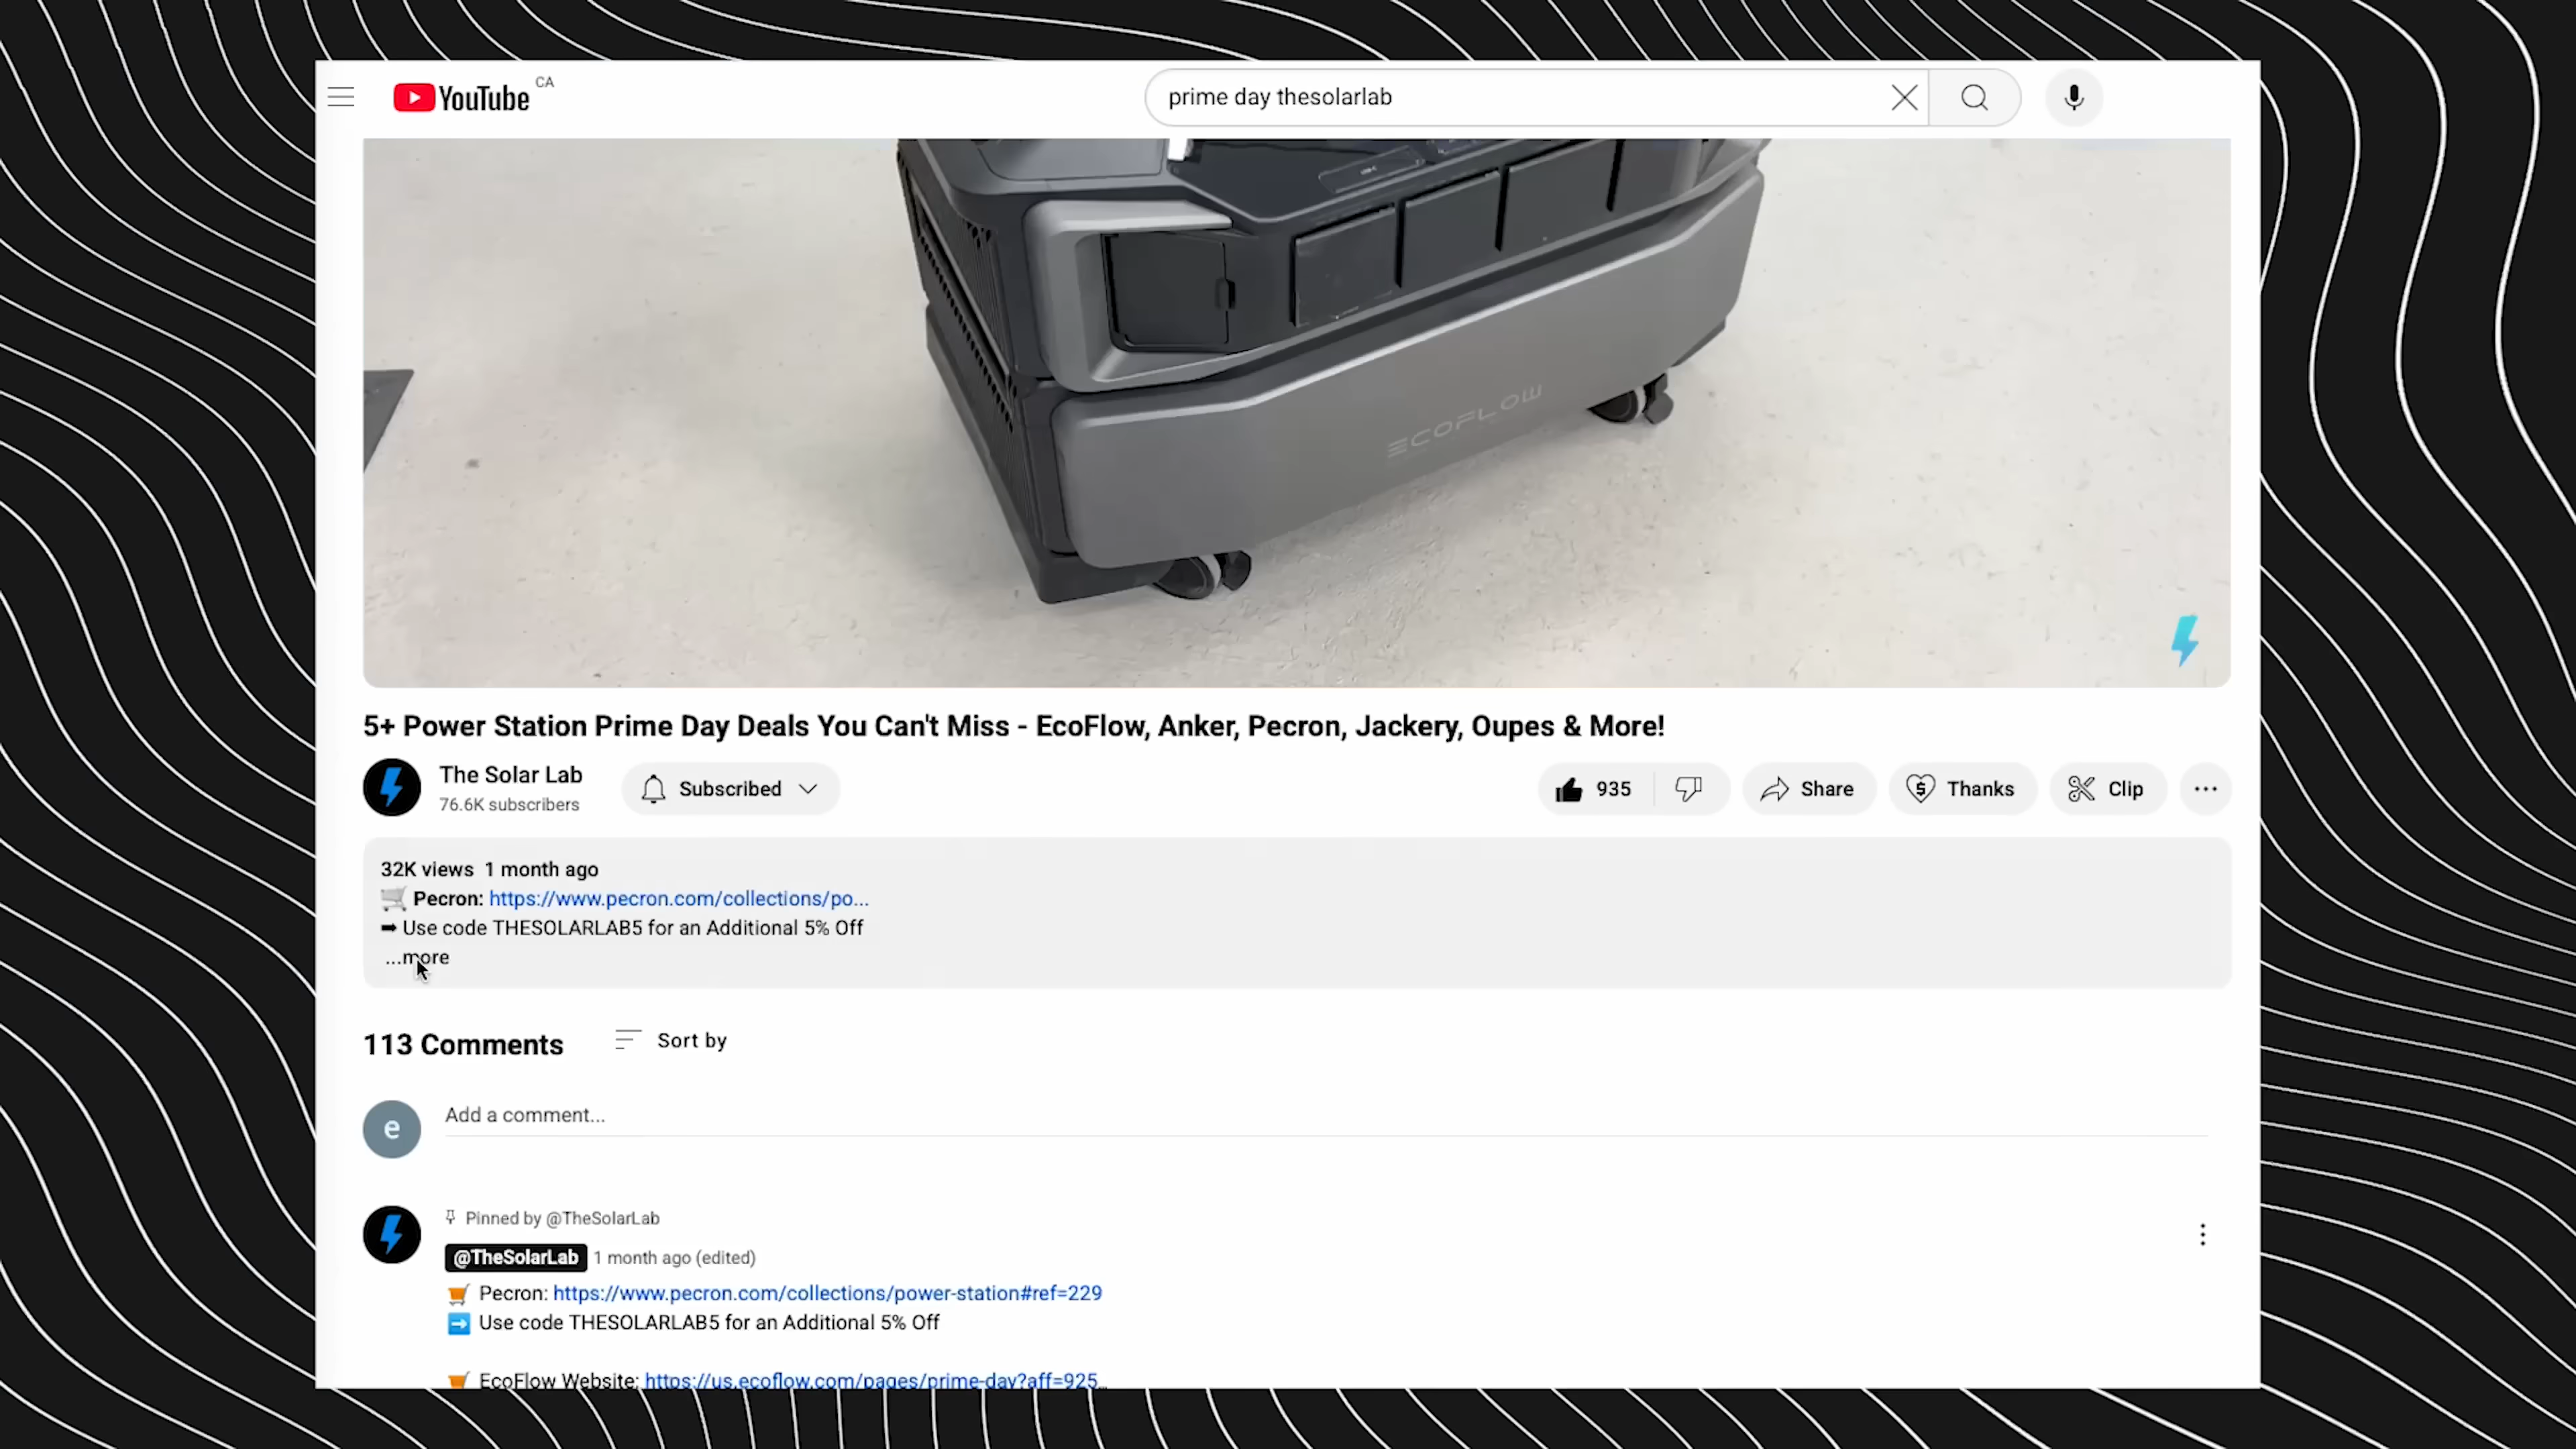 YouTube CA
prime day thesolarlab
ECOFLOW
5+ Power Station Prime Day Deals You Can't Miss - EcoFlow, Anker, Pecron, Jackery, Oupes & More!
The Solar Lab
76.6K subscribers
Subscribed
935
Share
Thanks
Clip
32K views 1 month ago
🛒 Pecron: https://www.pecron.com/collections/po...
➡ Use code THESOLARLAB5 for an Additional 5% Off
...more
113 Comments
Sort by
e
Add a comment...
Pinned by @TheSolarLab
@TheSolarLab 1 month ago (edited)
🛒 Pecron: https://www.pecron.com/collections/power-station#ref=229
➡️ Use code THESOLARLAB5 for an Additional 5% Off
🛒 EcoFlow Website: https://us.ecoflow.com/pages/prime-day?aff=925...